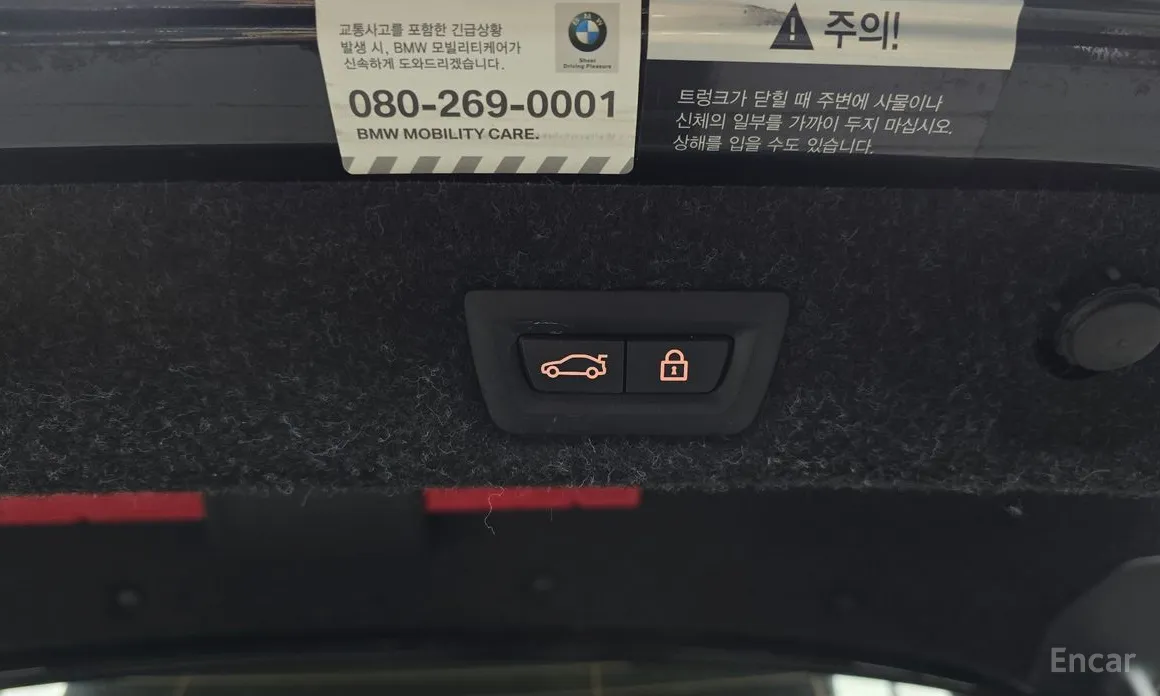 교통사고를 포함한 긴급상황
발생 시, BMW 모빌리티케어가
신속하게 도와드리겠습니다.
BMW
Sheer
Driving Pleasure
080-269-0001
BMW MOBILITY CARE.
주의!
트렁크가 닫힐 때 주변에 사물이나
신체의 일부를 가까이 두지 마십시오.
상해를 입을 수도 있습니다.
Encar